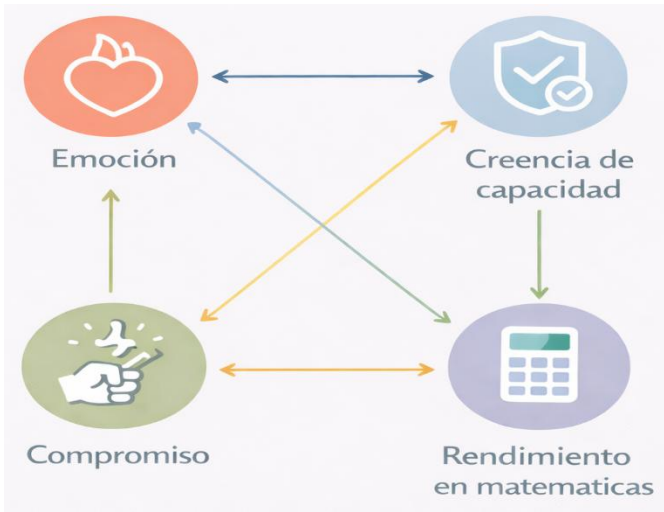 Emoción
Creencia de
capacidad
Compromiso
Rendimiento
en matematicas